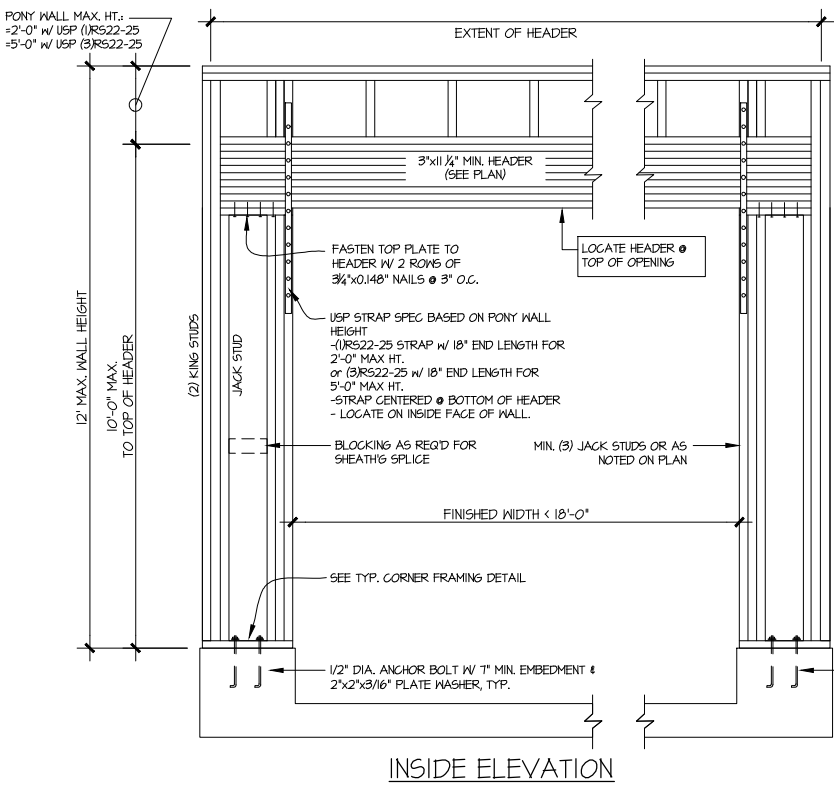 PONY WALL MAX. HT.:
=2'-0" W/ USP (1)RS22-25
=5'-0" W/ USP (3)RS22-25
EXTENT OF HEADER
3"x11 1/4" MIN. HEADER
(SEE PLAN)
FASTEN TOP PLATE TO
HEADER W/ 2 ROWS OF
3 1/4"x0.148" NAILS @ 3" O.C.
LOCATE HEADER @
TOP OF OPENING
USP STRAP SPEC BASED ON PONY WALL
HEIGHT
-(1)RS22-25 STRAP W/ 18" END LENGTH FOR
2'-0" MAX HT.
or (3)RS22-25 W/ 18" END LENGTH FOR
5'-0" MAX HT.
-STRAP CENTERED @ BOTTOM OF HEADER
- LOCATE ON INSIDE FACE OF WALL.
12' MAX. WALL HEIGHT
10'-0" MAX.
TO TOP OF HEADER
(2) KING STUDS
JACK STUD
BLOCKING AS REQ'D FOR
SHEATH'G SPLICE
MIN. (3) JACK STUDS OR AS
NOTED ON PLAN
FINISHED WIDTH < 18'-0"
SEE TYP. CORNER FRAMING DETAIL
1/2" DIA. ANCHOR BOLT W/ 7" MIN. EMBEDMENT &
2"x2"x3/16" PLATE WASHER, TYP.
INSIDE ELEVATION